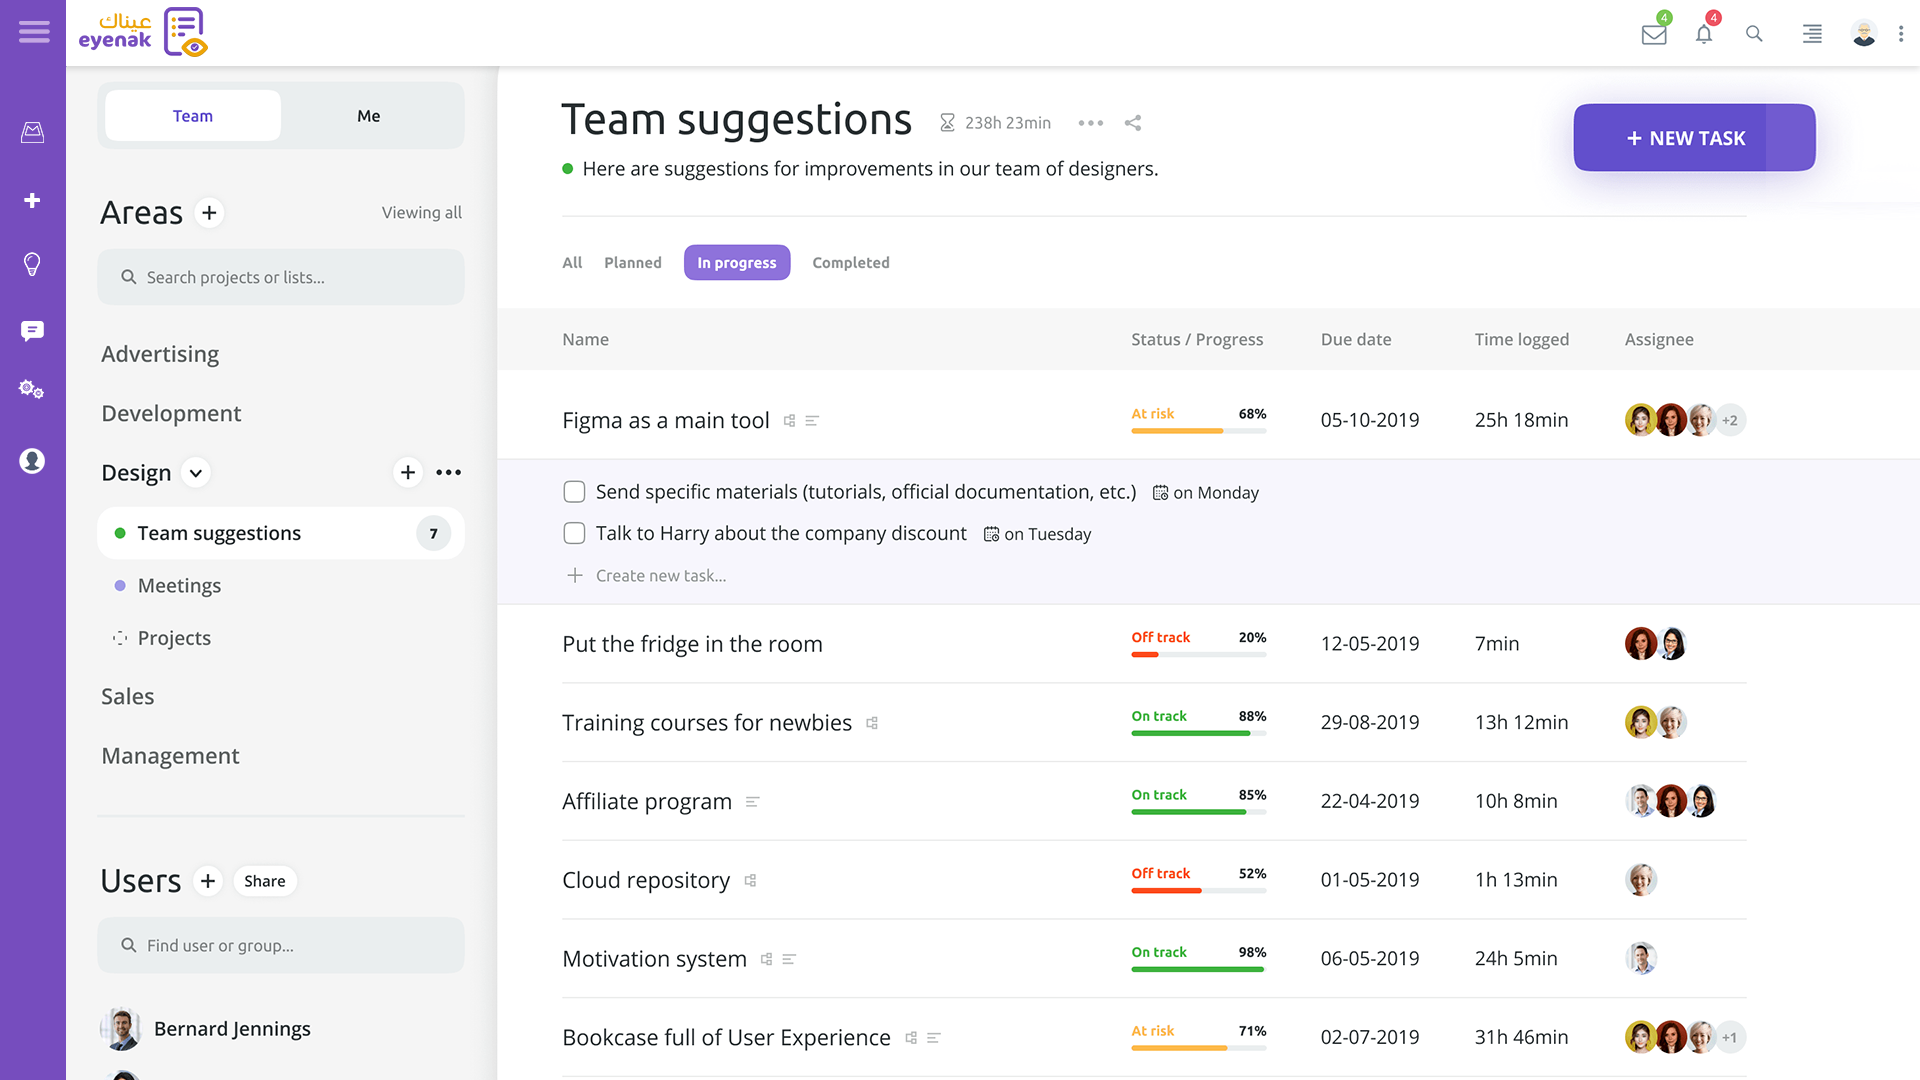 عيناك
eyenak
4
4
Team
Me
Areas
Viewing all
Search projects or lists...
Advertising
Development
Design
Team suggestions
7
Meetings
Projects
Sales
Management
Users
Share
Find user or group...
Bernard Jennings
Team suggestions 238h 23min
+ NEW TASK
Here are suggestions for improvements in our team of designers.
All Planned In progress Completed
Name Status / Progress Due date Time logged Assignee
Figma as a main tool At risk 68% 05-10-2019 25h 18min +2
Send specific materials (tutorials, official documentation, etc.) on Monday
Talk to Harry about the company discount on Tuesday
Create new task...
Put the fridge in the room Off track 20% 12-05-2019 7min
Training courses for newbies On track 88% 29-08-2019 13h 12min
Affiliate program On track 85% 22-04-2019 10h 8min
Cloud repository Off track 52% 01-05-2019 1h 13min
Motivation system On track 98% 06-05-2019 24h 5min
Bookcase full of User Experience At risk 71% 02-07-2019 31h 46min +1